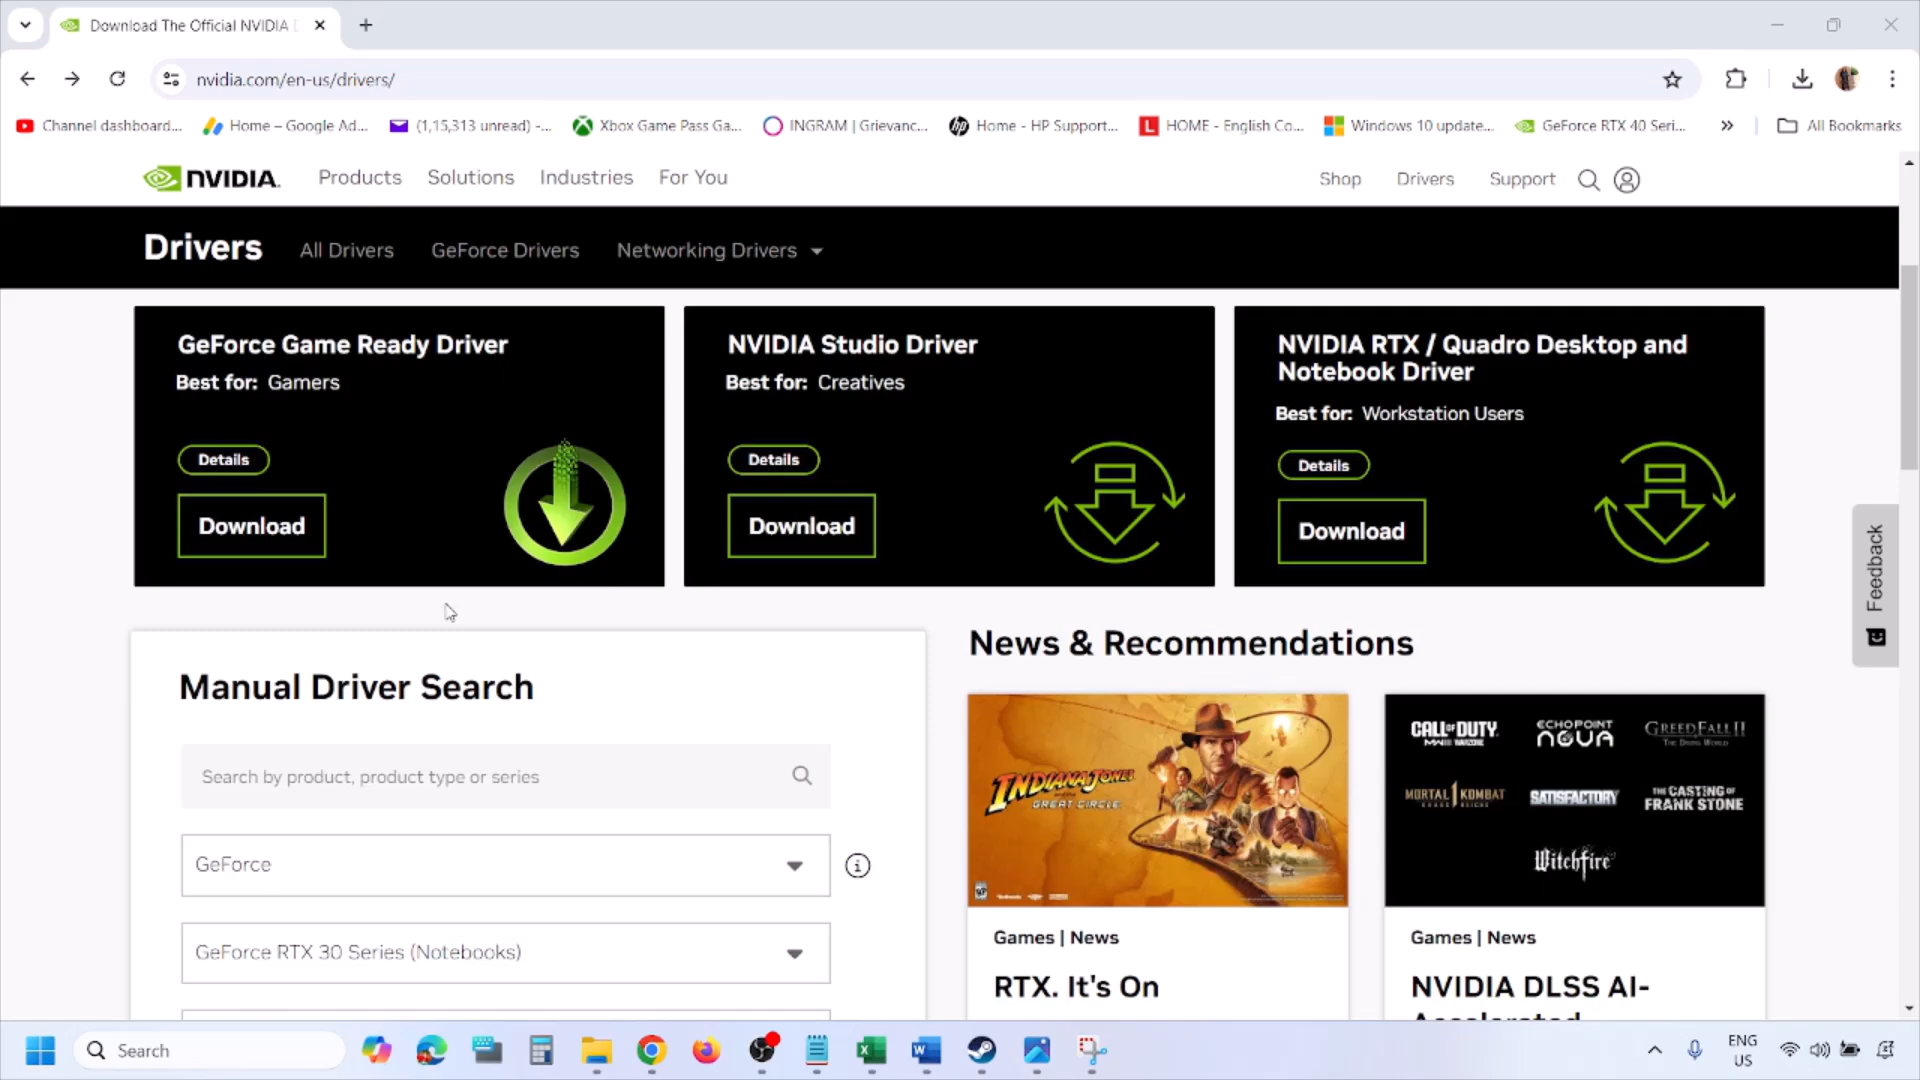 Download The Official NVIDIA
nvidia.com/en-us/drivers/
Channel dashboard...
Home – Google Ad...
(1,15,313 unread) -...
Xbox Game Pass Ga...
INGRAM | Grievanc...
Home - HP Support...
HOME - English Co...
Windows 10 update...
GeForce RTX 40 Seri...
All Bookmarks
NVIDIA.
Products
Solutions
Industries
For You
Shop
Drivers
Support
Drivers
All Drivers
GeForce Drivers
Networking Drivers
GeForce Game Ready Driver
Best for: Gamers
Details
Download
NVIDIA Studio Driver
Best for: Creatives
Details
Download
NVIDIA RTX / Quadro Desktop and
Notebook Driver
Best for: Workstation Users
Details
Download
Feedback
Manual Driver Search
Search by product, product type or series
GeForce
GeForce RTX 30 Series (Notebooks)
News & Recommendations
INDIANA JONES
GREAT CIRCLE
Games | News
RTX. It's On
CALL OF DUTY
ECHOPOINT
NOVA
GREEDFALL II
THE DYING WORLD
MORTAL KOMBAT 1
SATISFACTORY
THE CASTING OF
FRANK STONE
Witchfire
Games | News
NVIDIA DLSS AI-
Accelerated
Search
ENG
US